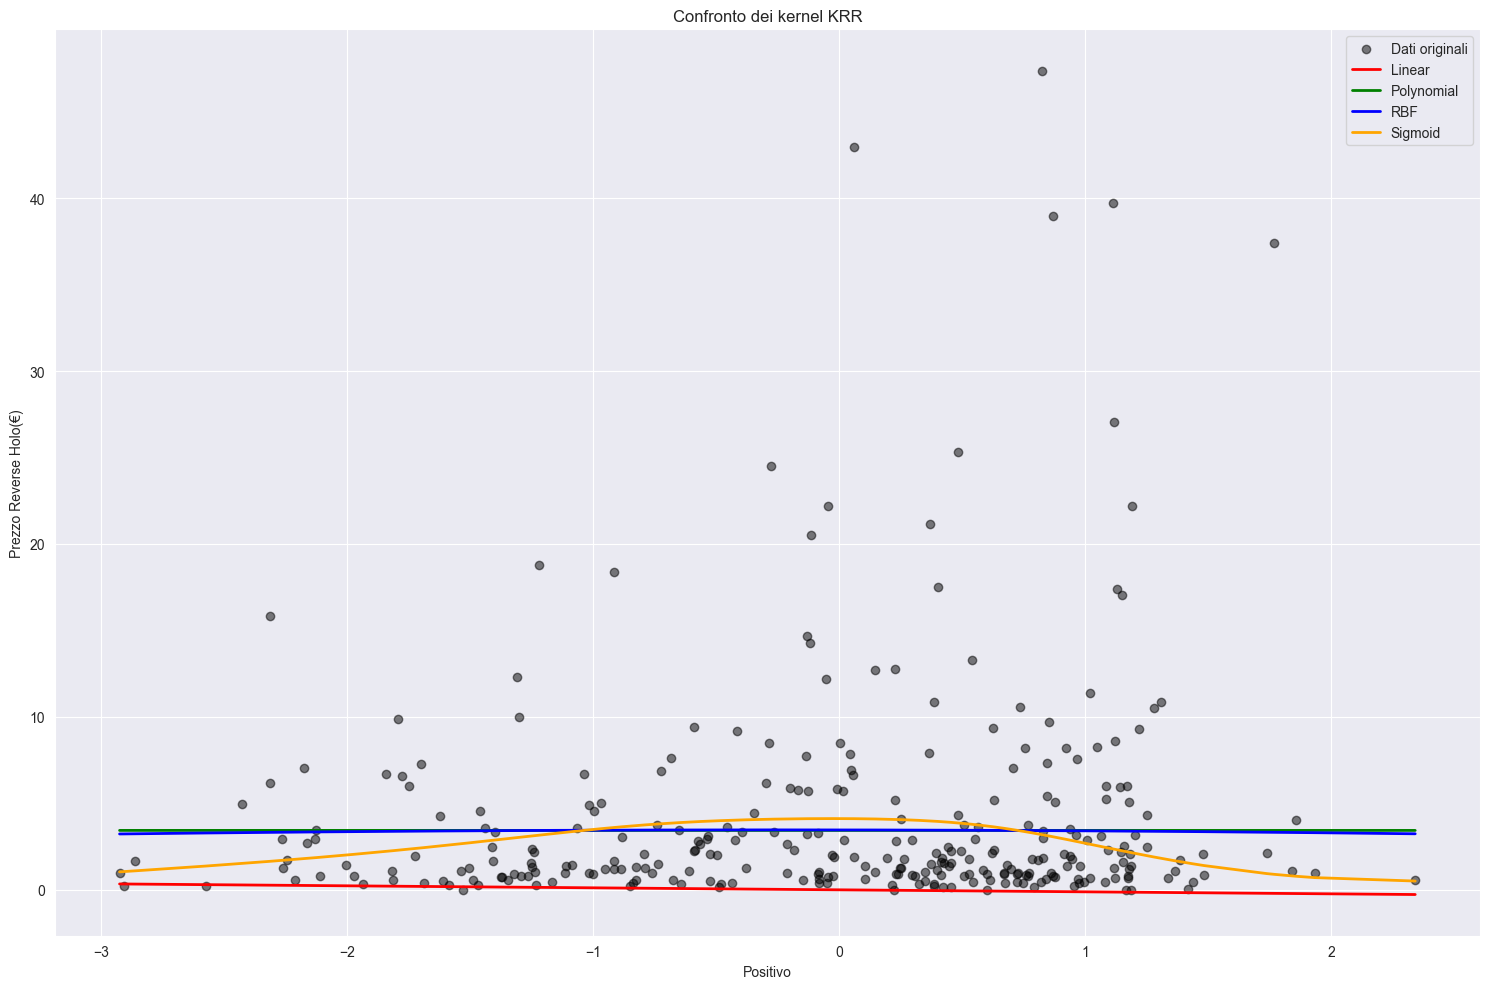 Confronto dei kernel KRR
Dati originali
Linear
Polynomial
RBF
Sigmoid
Prezzo Reverse Holo(€)
40
30
20
10
0
−3
−2
−1
0
1
2
Positivo